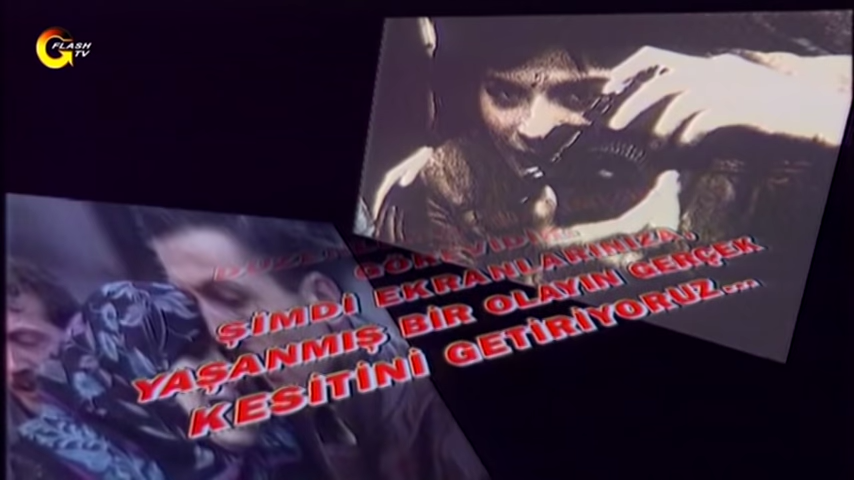 FLASH
TV
GÖREVİDİR.
ŞİMDİ EKRANLARINIZA,
YAŞANMIŞ BİR OLAYIN GERÇEK
KESİTİNİ GETİRİYORUZ...